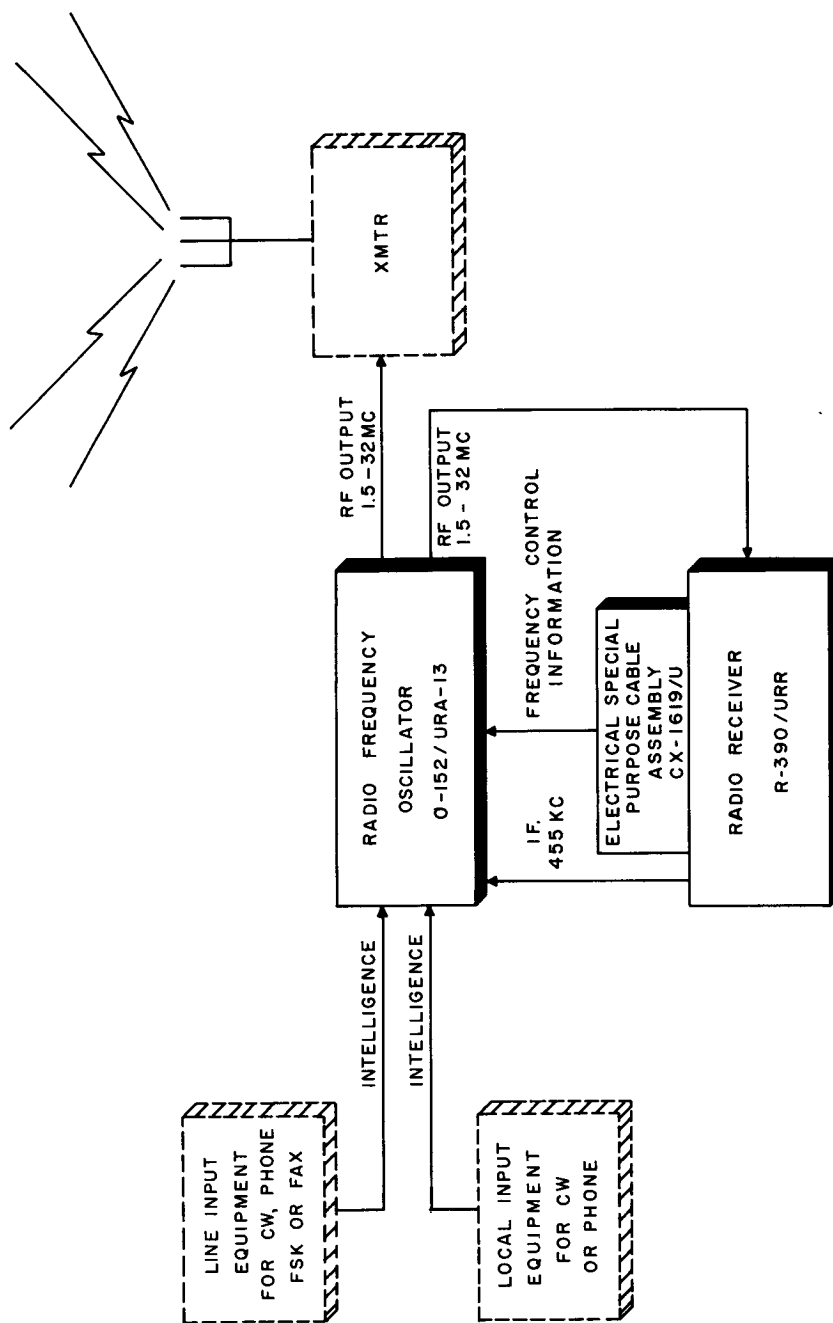 LINE INPUT
EQUIPMENT
FOR CW, PHONE
FSK OR FAX
LOCAL INPUT
EQUIPMENT
FOR CW
OR PHONE
INTELLIGENCE
INTELLIGENCE
RADIO FREQUENCY
OSCILLATOR
O-152/URA-13
IF.
455 KC
FREQUENCY CONTROL
INFORMATION
ELECTRICAL SPECIAL
PURPOSE CABLE
ASSEMBLY
CX-1619/U
RADIO RECEIVER
R-390/URR
RF OUTPUT
1.5-32MC
RF OUTPUT
1.5 - 32 MC
XMTR